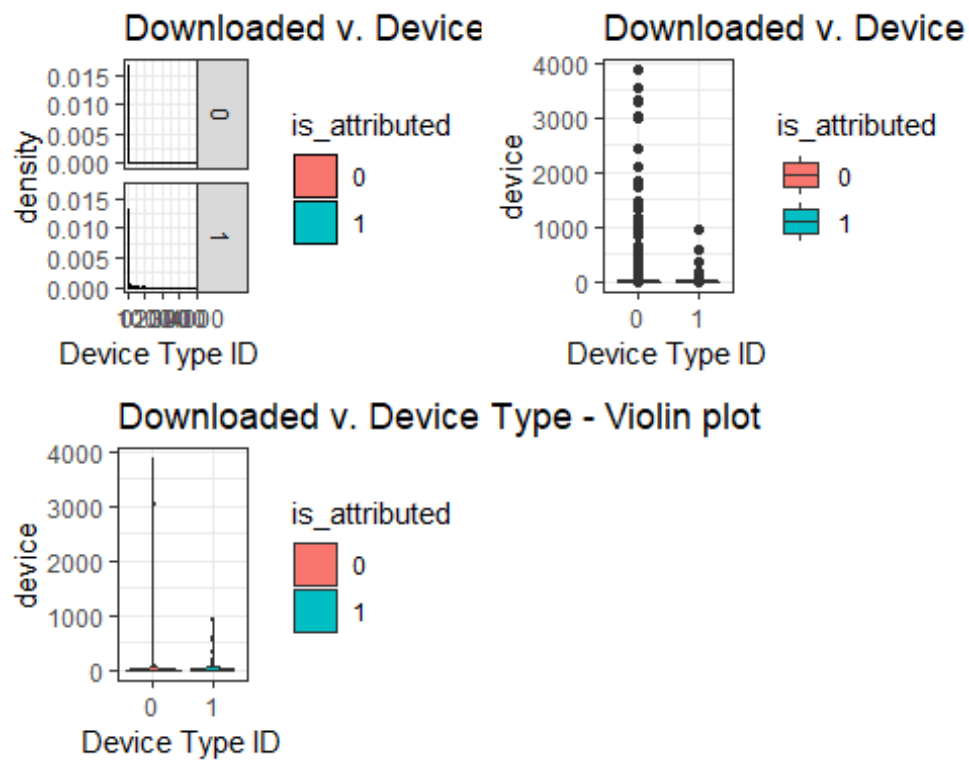 Downloaded v. Device
0.015
0.010
0.005
0.000
0
0.015
0.010
0.005
0.000
1
density
Device Type ID
is_attributed
0
1
Downloaded v. Device
4000
3000
2000
1000
0
device
0 1
Device Type ID
is_attributed
0
1
Downloaded v. Device Type - Violin plot
4000
3000
2000
1000
0
device
0 1
Device Type ID
is_attributed
0
1